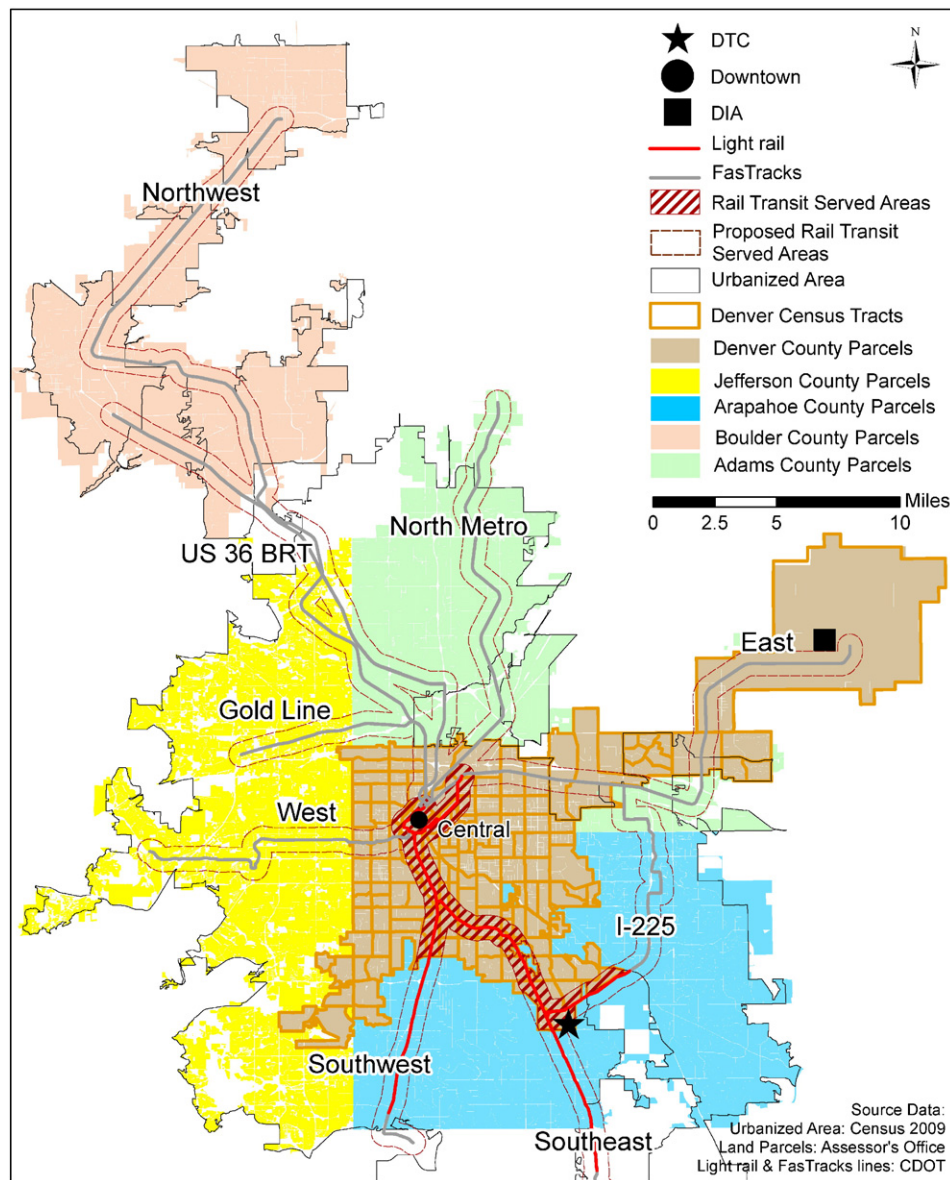 N
DTC
Downtown
DIA
Light rail
FasTracks
Rail Transit Served Areas
Proposed Rail Transit
Served Areas
Urbanized Area
Denver Census Tracts
Denver County Parcels
Jefferson County Parcels
Arapahoe County Parcels
Boulder County Parcels
Adams County Parcels
Miles
0 2.5 5 10
Northwest
North Metro
US 36 BRT
East
Gold Line
West
Central
I-225
Southwest
Southeast
Source Data:
Urbanized Area: Census 2009
Land Parcels: Assessor's Office
Light rail & FasTracks lines: CDOT